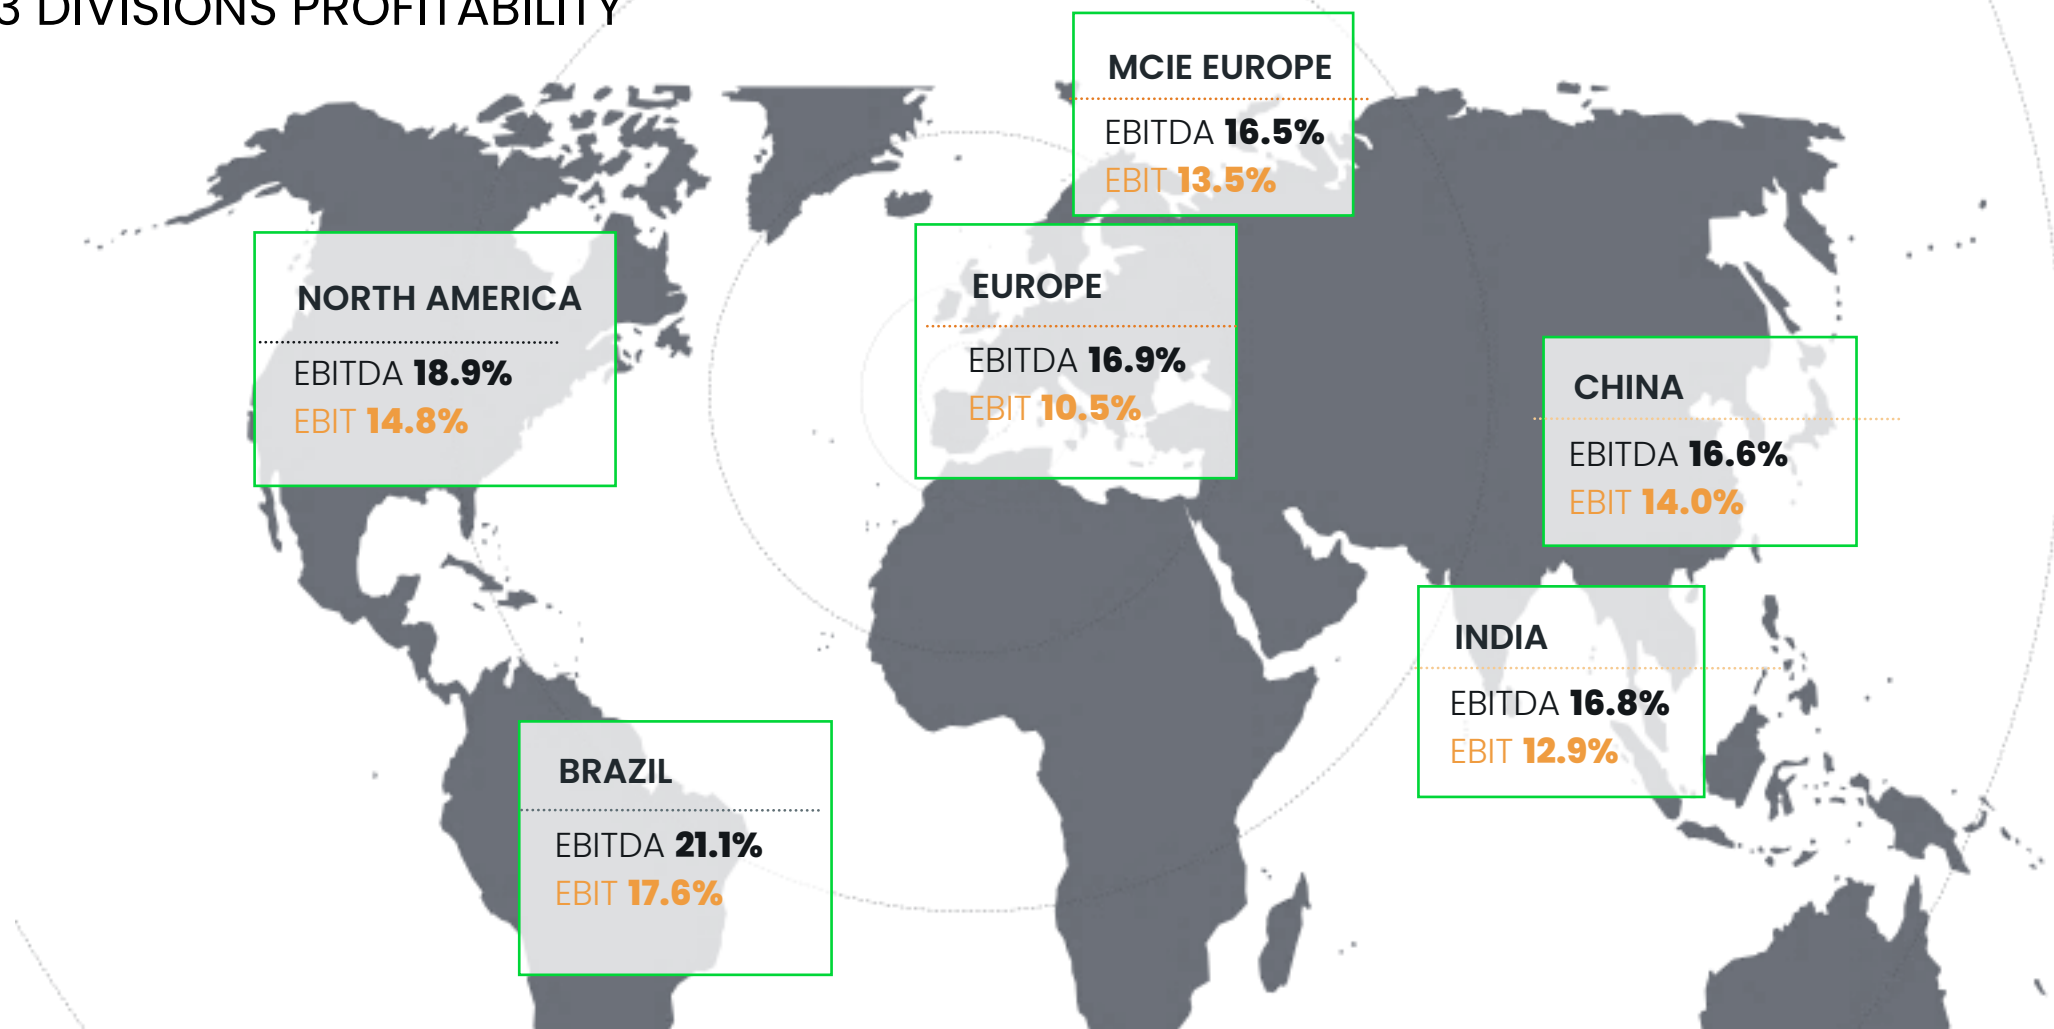 3 DIVISIONS PROFITABILITY
MCIE EUROPE
EBITDA 16.5%
EBIT 13.5%
NORTH AMERICA
EBITDA 18.9%
EBIT 14.8%
EUROPE
EBITDA 16.9%
EBIT 10.5%
CHINA
EBITDA 16.6%
EBIT 14.0%
INDIA
EBITDA 16.8%
EBIT 12.9%
BRAZIL
EBITDA 21.1%
EBIT 17.6%